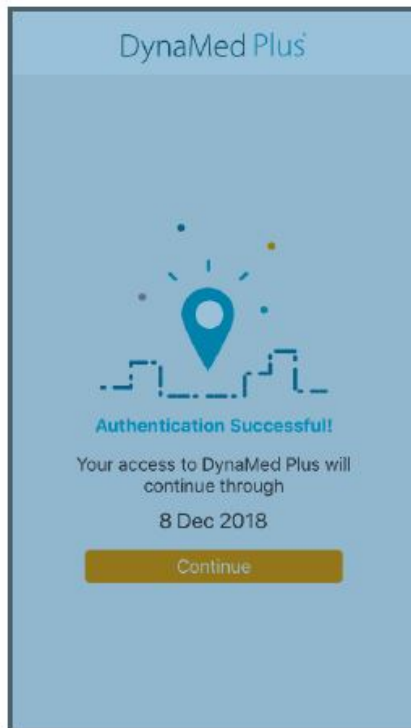 DynaMed Plus®
Authentication Successful!
Your access to DynaMed Plus will
continue through
8 Dec 2018
Continue